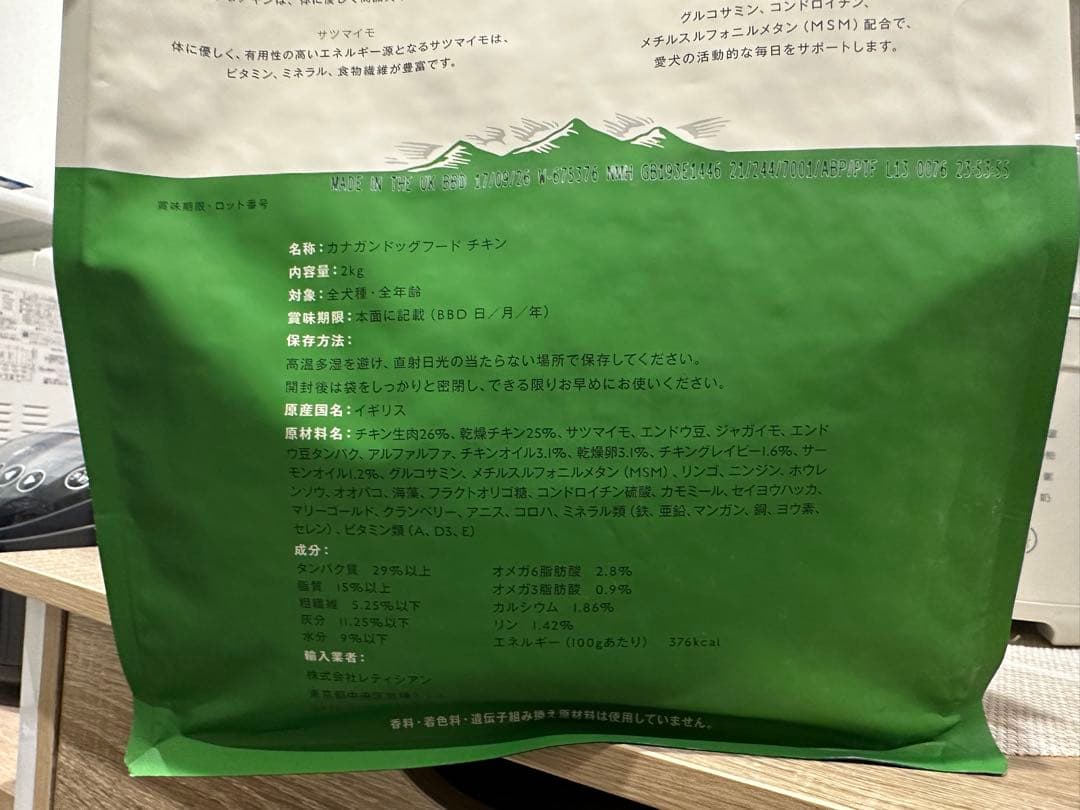 サツマイモ
体に優しく、有用性の高いエネルギー源となるサツマイモは、
ビタミン、ミネラル、食物繊維が豊富です。
グルコサミン、コンドロイチン、
メチルスルフォニルメタン(MSM)配合で、
愛犬の活動的な毎日をサポートします。
MADE IN THE UK BBD 17/09/26 W-675376 NMH GB193E1446 21/244/7001/ABP/PTF L13 0076 23:53:55
賞味期限・ロット番号
名称:カナガンドッグフード チキン
内容量:2kg
対象:全犬種・全年齢
賞味期限:本面に記載(BBD 日/月/年)
保存方法:
高温多湿を避け、直射日光の当たらない場所で保存してください。
開封後は袋をしっかりと密閉し、できる限りお早めにお使いください。
原産国名:イギリス
原材料名:チキン生肉26%、乾燥チキン25%、サツマイモ、エンドウ豆、ジャガイモ、エンド
ウ豆タンパク、アルファルファ、チキンオイル3.1%、乾燥卵3.1%、チキングレイビー1.6%、サー
モンオイル1.2%、グルコサミン、メチルスルフォニルメタン(MSM)、リンゴ、ニンジン、ホウレ
ンソウ、オオバコ、海藻、フラクトオリゴ糖、コンドロイチン硫酸、カモミール、セイヨウハッカ、
マリーゴールド、クランベリー、アニス、コロハ、ミネラル類(鉄、亜鉛、マンガン、銅、ヨウ素、
セレン)、ビタミン類(A、D3、E)
成分:
タンパク質 29%以上 オメガ6脂肪酸 2.8%
脂質 15%以上 オメガ3脂肪酸 0.9%
粗繊維 5.25%以下 カルシウム 1.86%
灰分 11.25%以下 リン 1.42%
水分 9%以下 エネルギー(100gあたり) 376kcal
輸入業者:
株式会社レティシアン
東京都中央区
香料・着色料・遺伝子組み換え原材料は使用していません。